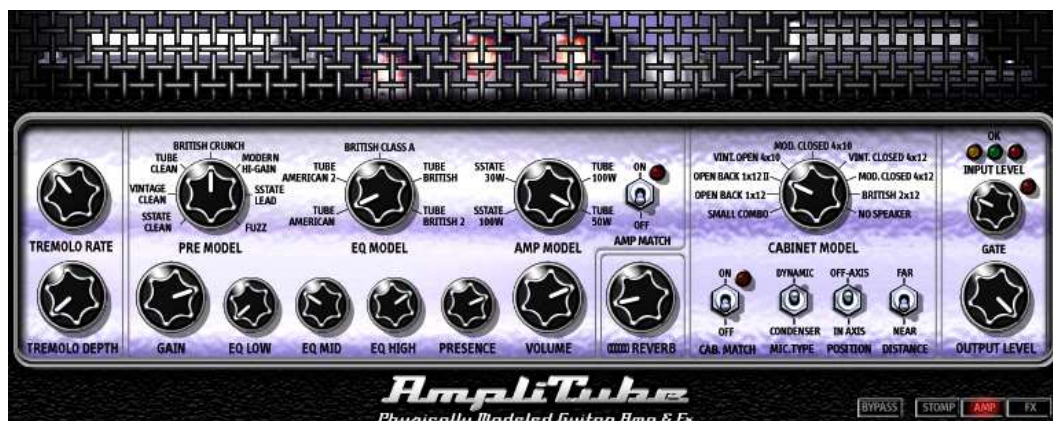 TREMOLO RATE
TREMOLO DEPTH
BRITISH CRUNCH
TUBE CLEAN
MODERN HI-GAIN
VINTAGE CLEAN
SSTATE LEAD
SSTATE CLEAN
FUZZ
PRE MODEL
BRITISH CLASS A
TUBE AMERICAN 2
TUBE BRITISH
TUBE AMERICAN
TUBE BRITISH 2
EQ MODEL
SSTATE 30W
TUBE 100W
SSTATE 100W
TUBE 50W
AMP MODEL
ON
OFF
AMP MATCH
GAIN
EQ LOW
EQ MID
EQ HIGH
PRESENCE
VOLUME
REVERB
MOD. CLOSED 4x10
VINT. OPEN 4x10
VINT. CLOSED 4x12
OPEN BACK 1x12 II
MOD. CLOSED 4x12
OPEN BACK 1x12
BRITISH 2x12
SMALL COMBO
NO SPEAKER
CABINET MODEL
ON
OFF
CAB. MATCH
DYNAMIC
CONDENSER
MIC.TYPE
OFF-AXIS
IN AXIS
POSITION
FAR
NEAR
DISTANCE
OK
INPUT LEVEL
GATE
OUTPUT LEVEL
AmpliTube
Physically Modeled Guitar Amp & Fx
BYPASS
STOMP
AMP
FX